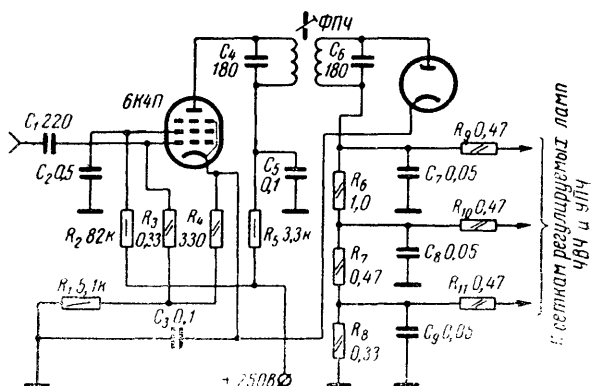 ФПЧ
C4
180
C6
180
6К4П
C1 220
C2 0,5
C5
0,1
R9 0,47
C7 0,05
R6
1,0
R10 0,47
R2 82к
R3
0,33
R4
330
R5 3,3к
R7
0,47
C8 0,05
R11 0,47
R1 5,1к
C3 0,1
R8
0,33
C9 0,05
+250В
К сеткам регулируемых ламп
УВЧ и УПЧ